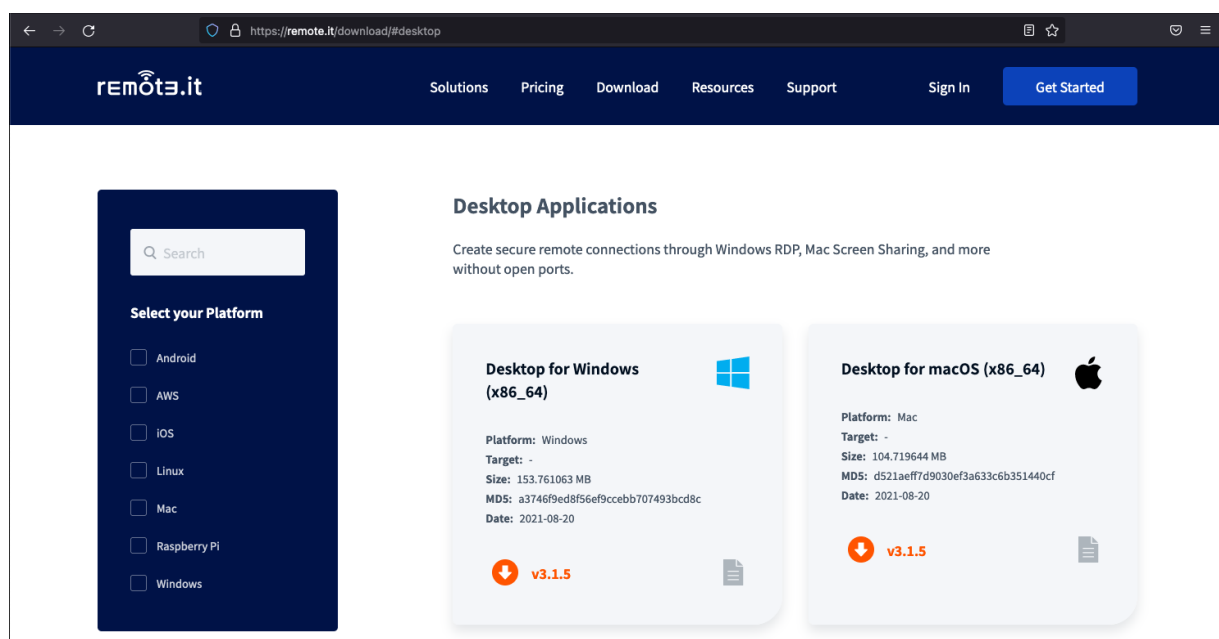 https://remote.it/download/#desktop
remote.it
Solutions Pricing Download Resources Support Sign In Get Started
Search
Select your Platform
Android
AWS
iOS
Linux
Mac
Raspberry Pi
Windows
Desktop Applications
Create secure remote connections through Windows RDP, Mac Screen Sharing, and more
without open ports.
Desktop for Windows
(x86_64)
Platform: Windows
Target: -
Size: 153.761063 MB
MD5: a3746f9ed8f56ef9ccebb707493bcd8c
Date: 2021-08-20
v3.1.5
Desktop for macOS (x86_64)
Platform: Mac
Target: -
Size: 104.719644 MB
MD5: d521aeff7d9030ef3a633c6b351440cf
Date: 2021-08-20
v3.1.5